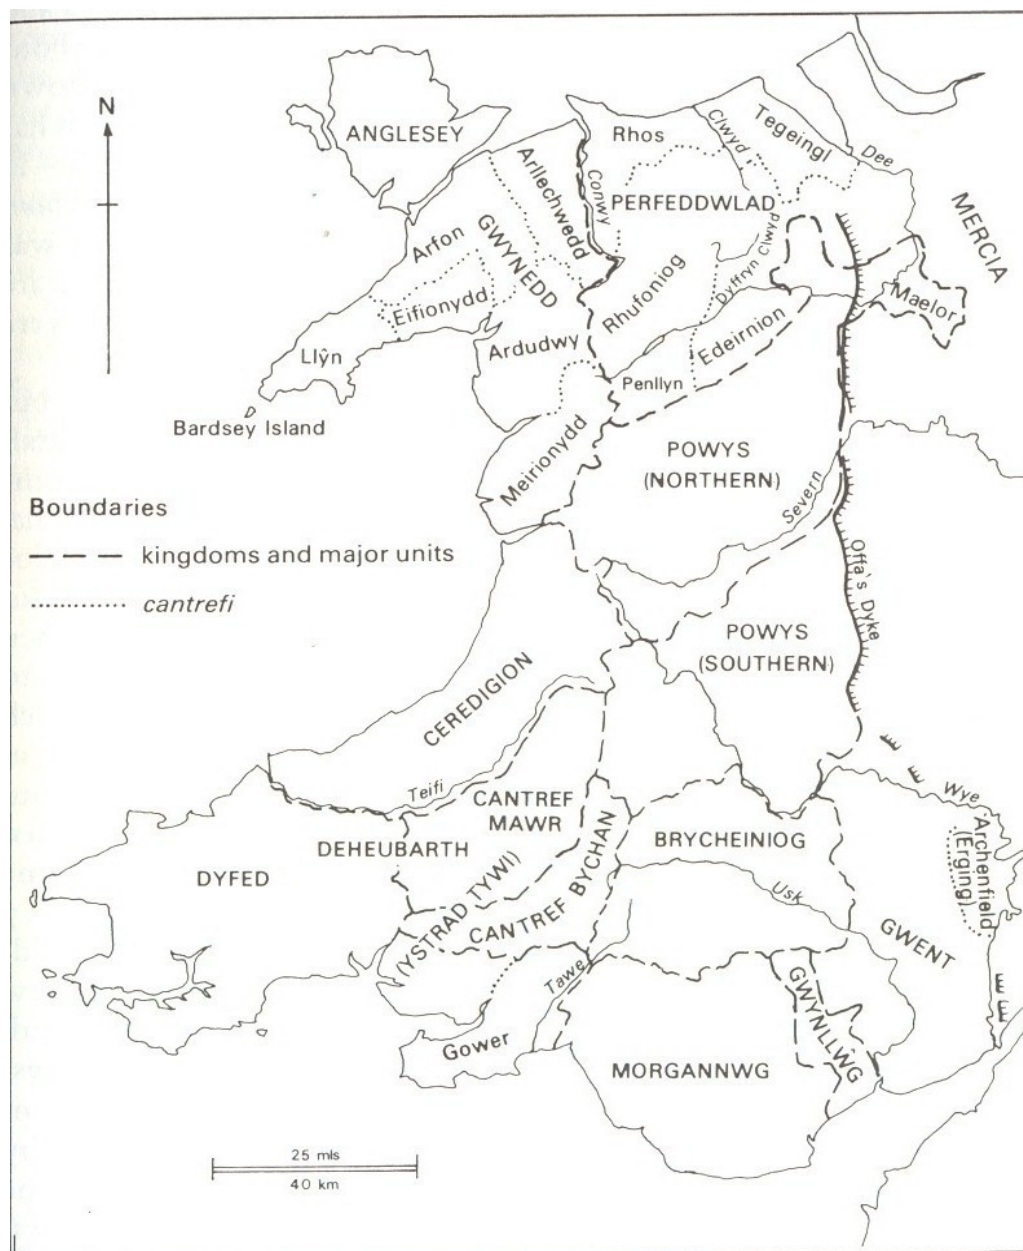 N
ANGLESEY
Rhos
Clwyd
Tegeingl
Dee
Conwy
Arllechwedd
PERFEDDWLAD
MERCIA
Arfon
GWYNEDD
Dyffryn Clwyd
Eifionydd
Rhufoniog
Maelor
Llŷn
Ardudwy
Edeirnion
Penllyn
Bardsey Island
Meirionydd
POWYS
(NORTHERN)
Severn
Boundaries
kingdoms and major units
cantrefi
Offa's Dyke
POWYS
(SOUTHERN)
CEREDIGION
Teifi
CANTREF
MAWR
Wye
DEHEUBARTH
BRYCHEINIOG
Archenfield
(Erging)
DYFED
(YSTRAD TYWI)
CANTREF BYCHAN
Usk
GWENT
Tawe
Gower
GWYNLLŴG
MORGANNWG
25 mls
40 km